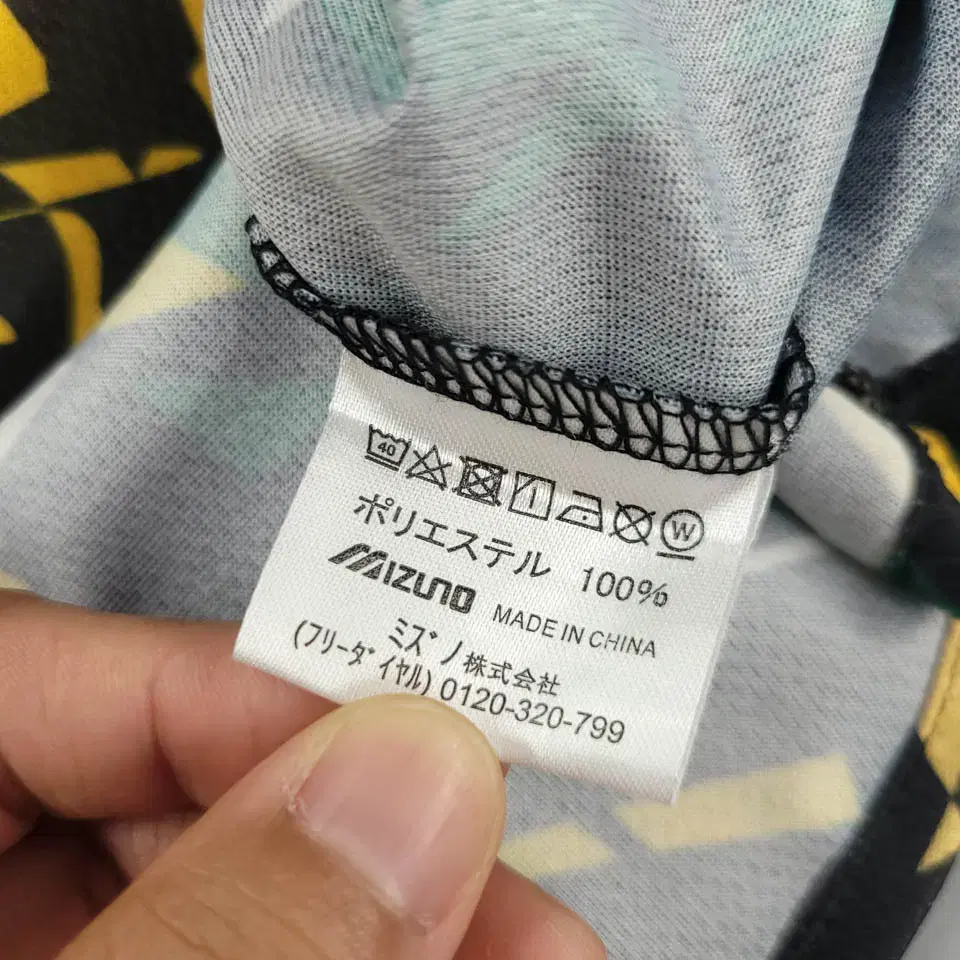 40 W
ポリエステル 100%
MIZUNO MADE IN CHINA
ミズノ株式会社
(フリーダイヤル) 0120-320-799